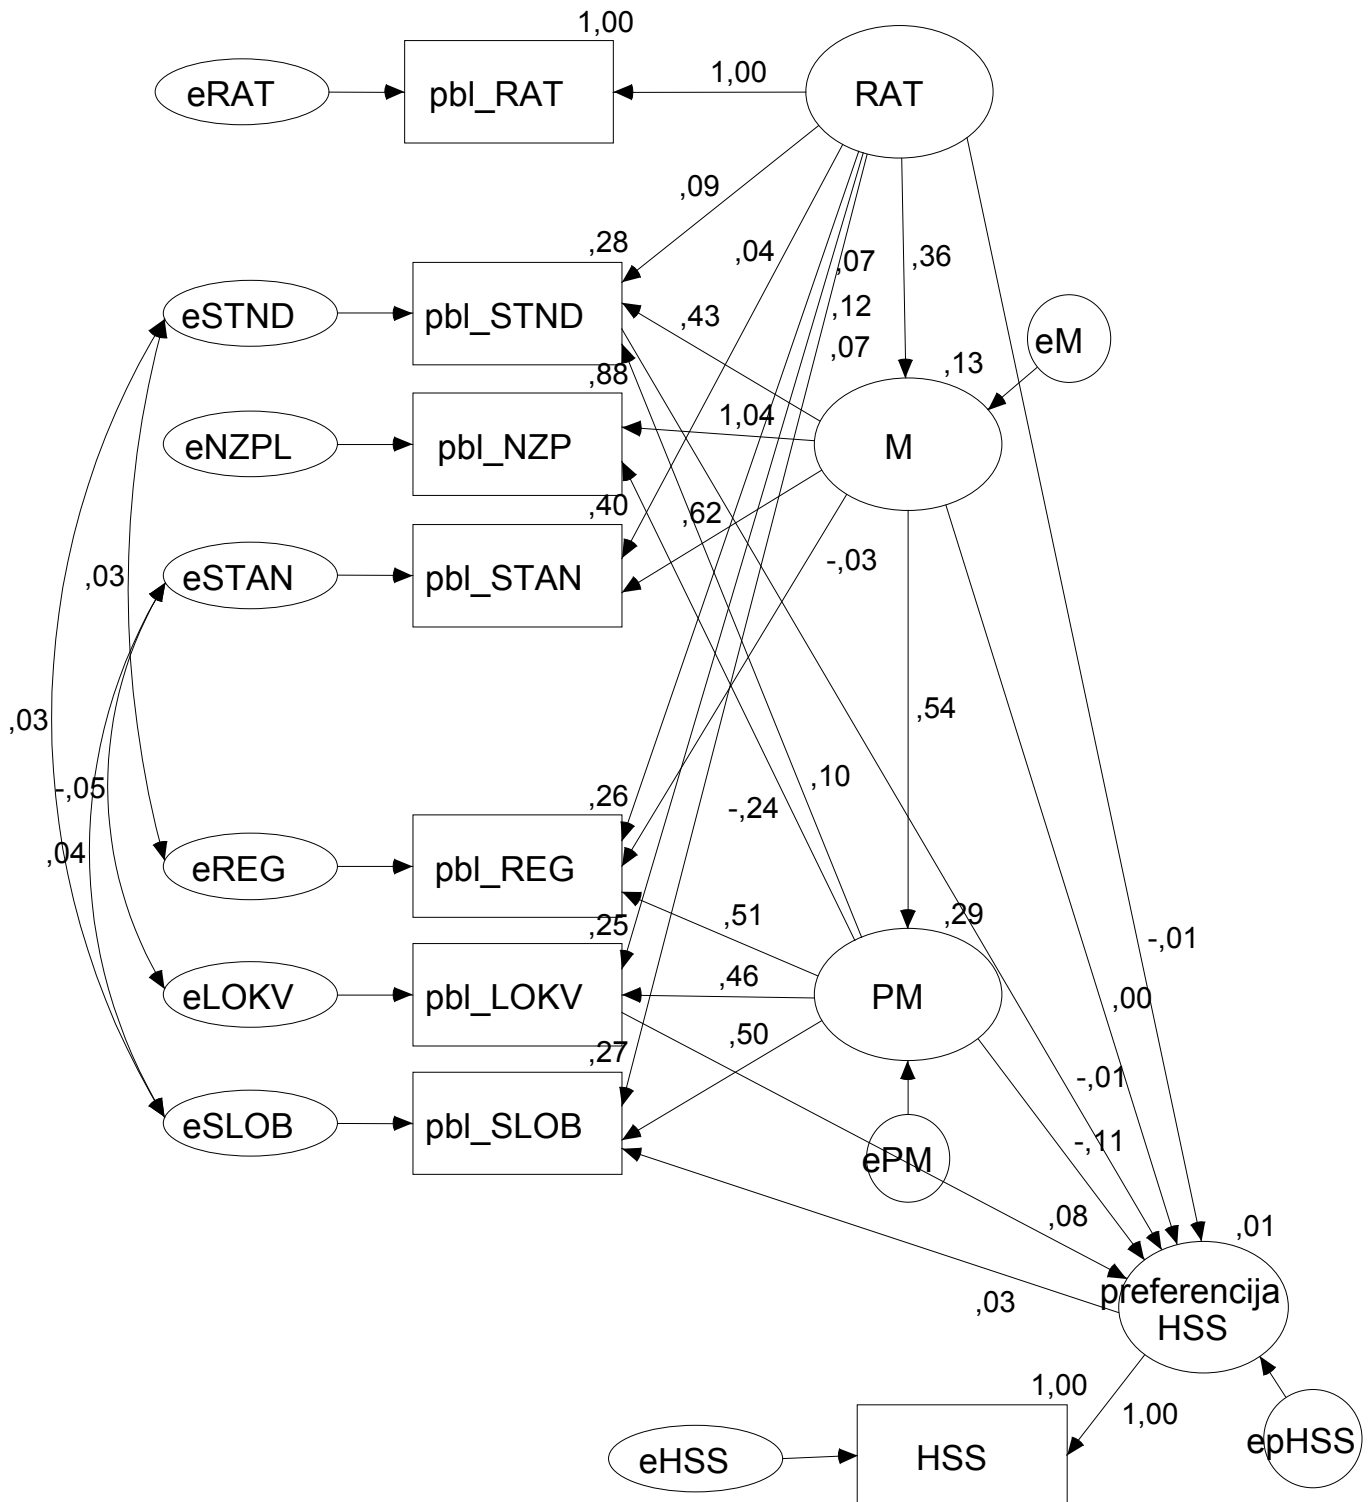 1,00
eRAT
pbl_RAT
1,00
RAT
,09
,28
,04
,07
,36
eSTND
pbl_STND
,43
,12
,07
eM
,13
,88
1,04
eNZPL
pbl_NZP
M
,40
,62
-,03
,03
eSTAN
pbl_STAN
,03
,54
-,05
,10
,26
-,24
,04
eREG
pbl_REG
,51
,25
,29
-,01
eLOKV
pbl_LOKV
,46
PM
,00
,50
,27
-,01
eSLOB
pbl_SLOB
-,11
ePM
,08
,01
preferencija
HSS
,03
1,00
1,00
eHSS
HSS
epHSS